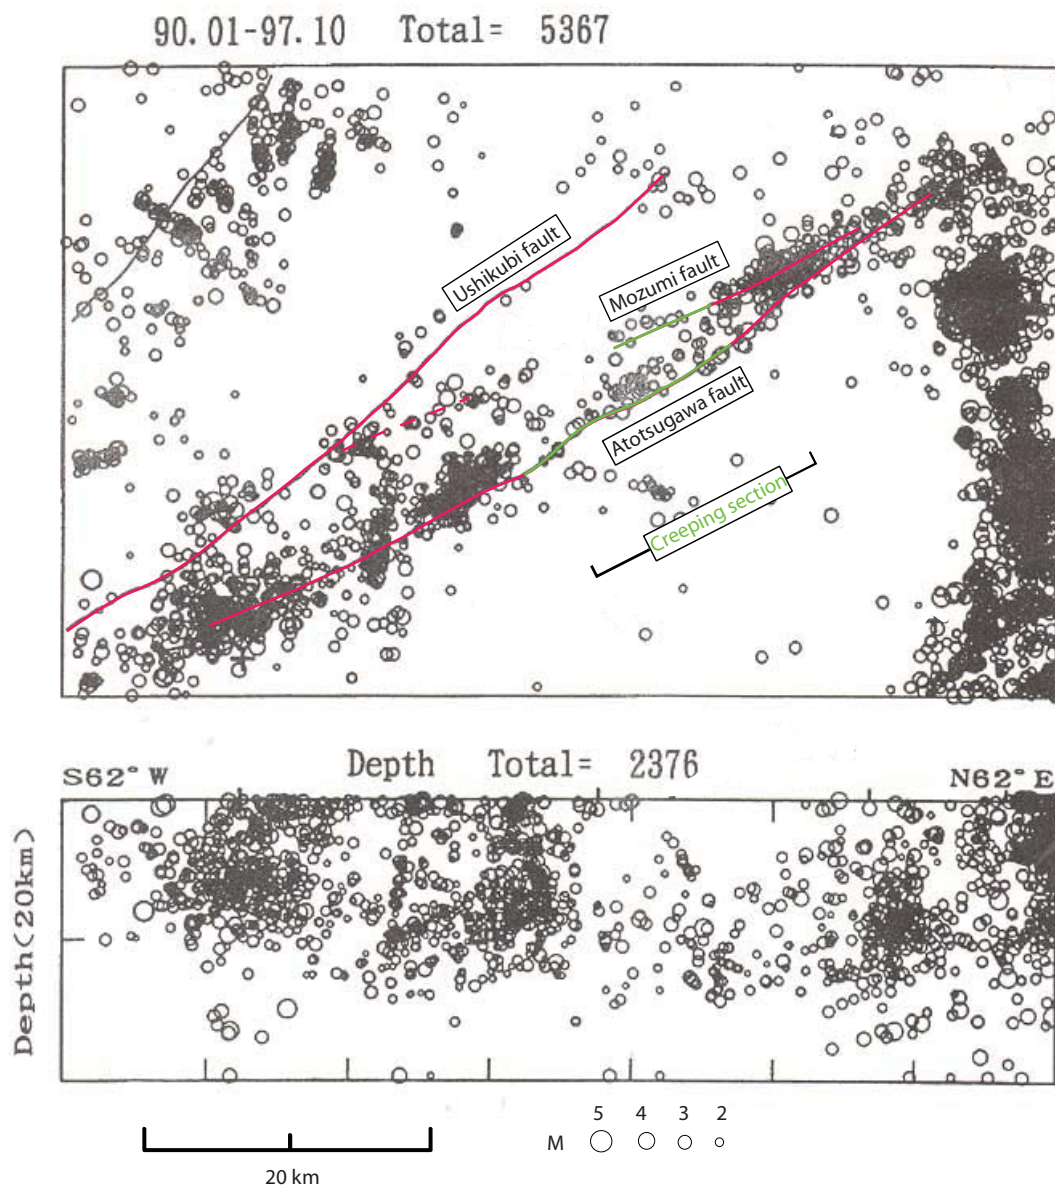 90.01-97.10 Total= 5367
Ushikubi fault
Mozumi fault
Atotsugawa fault
Creeping section
Depth Total= 2376
S62°W
N62°E
Depth(20km)
5 4 3 2
M
20 km